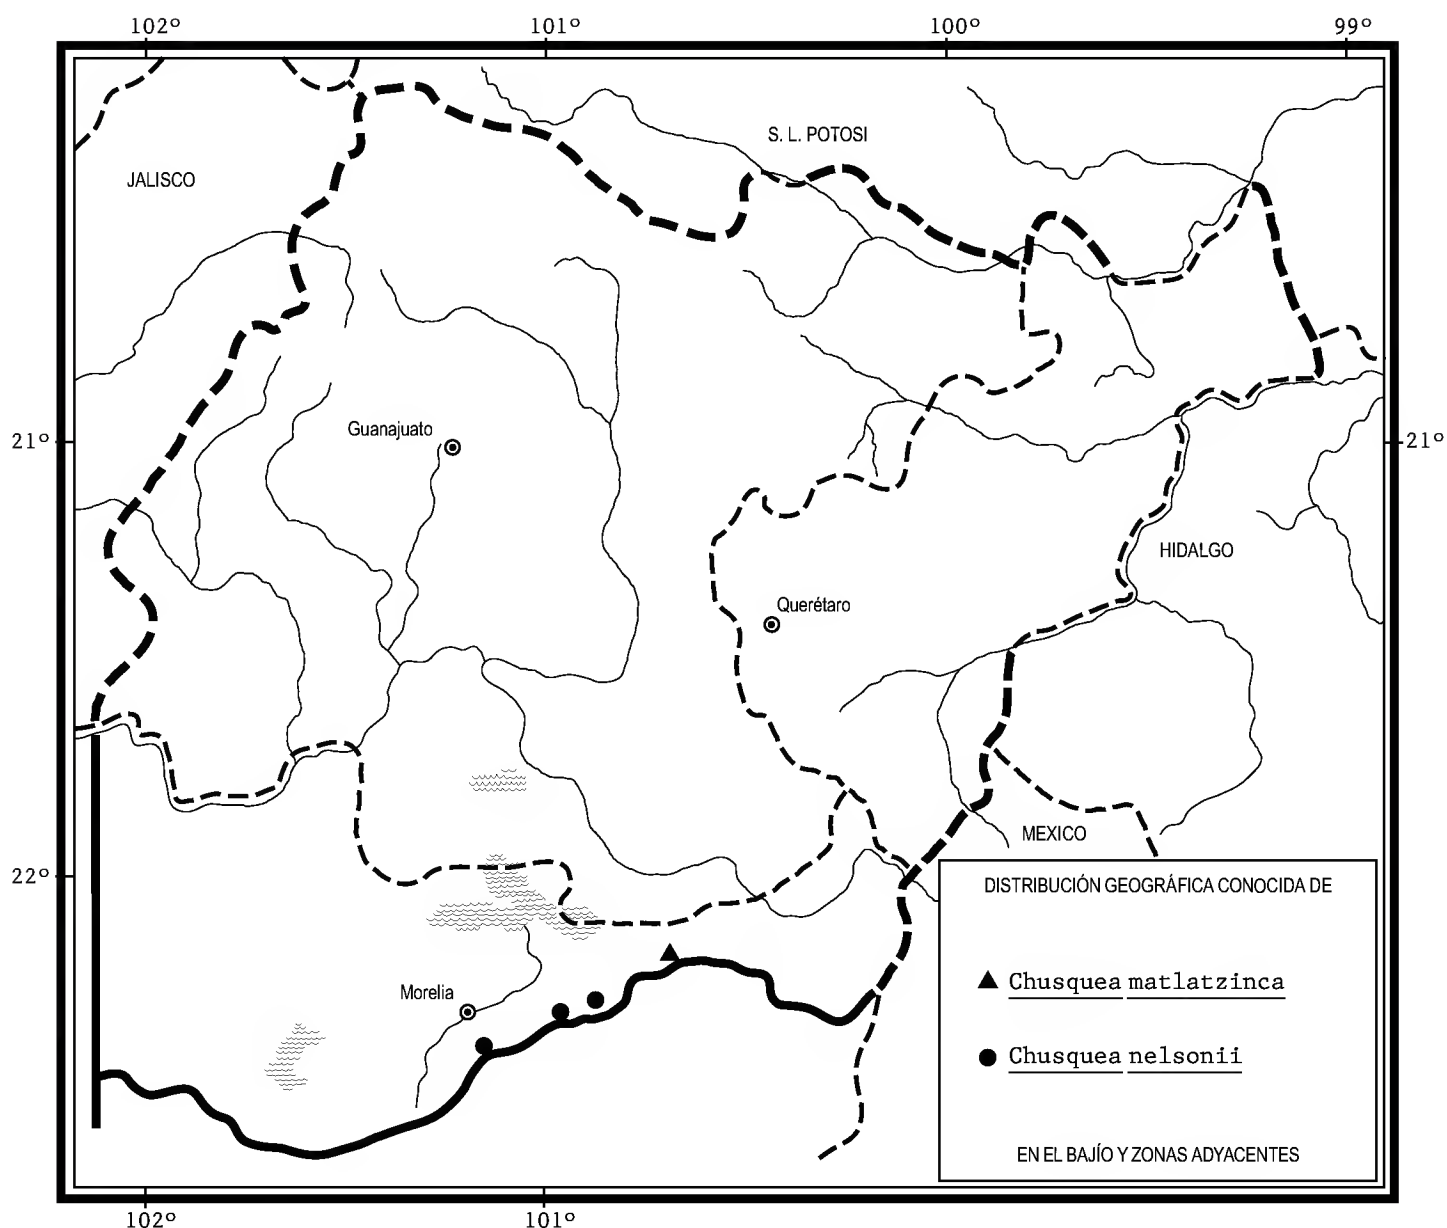 102º 101º 100º 99º
S. L. POTOSI
JALISCO
Guanajuato
21º 21º
HIDALGO
Querétaro
MEXICO
22º
DISTRIBUCIÓN GEOGRÁFICA CONOCIDA DE
Chusquea matlatzinca
Morelia
Chusquea nelsonii
EN EL BAJÍO Y ZONAS ADYACENTES
102º 101º